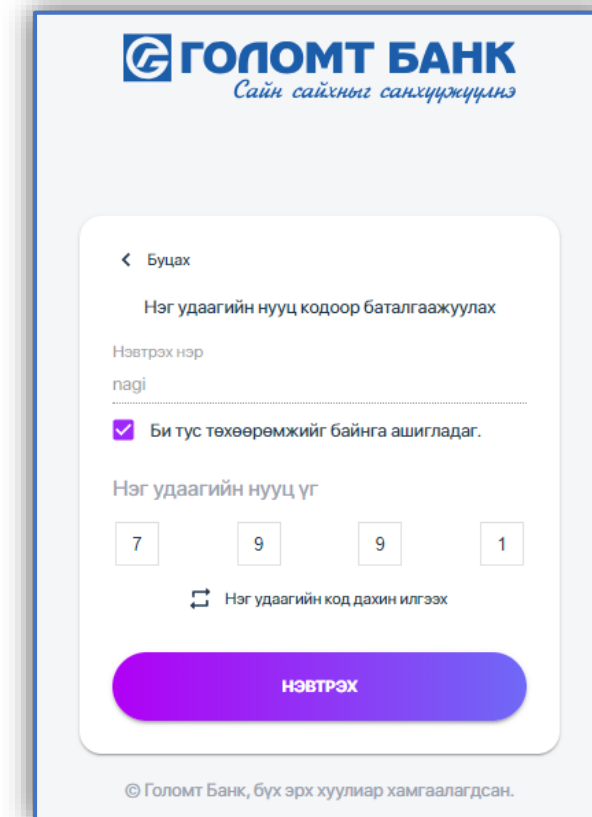 ГОЛОМТ БАНК
Сайн сайхныг санхүүжүүлнэ
Буцах
Нэг удаагийн нууц кодоор баталгаажуулах
Нэвтрэх нэр
nagi
Би тус төхөөрөмжийг байнга ашигладаг.
Нэг удаагийн нууц үг
7 9 9 1
Нэг удаагийн код дахин илгээх
НЭВТРЭХ
© Голомт Банк, бүх эрх хуулиар хамгаалагдсан.